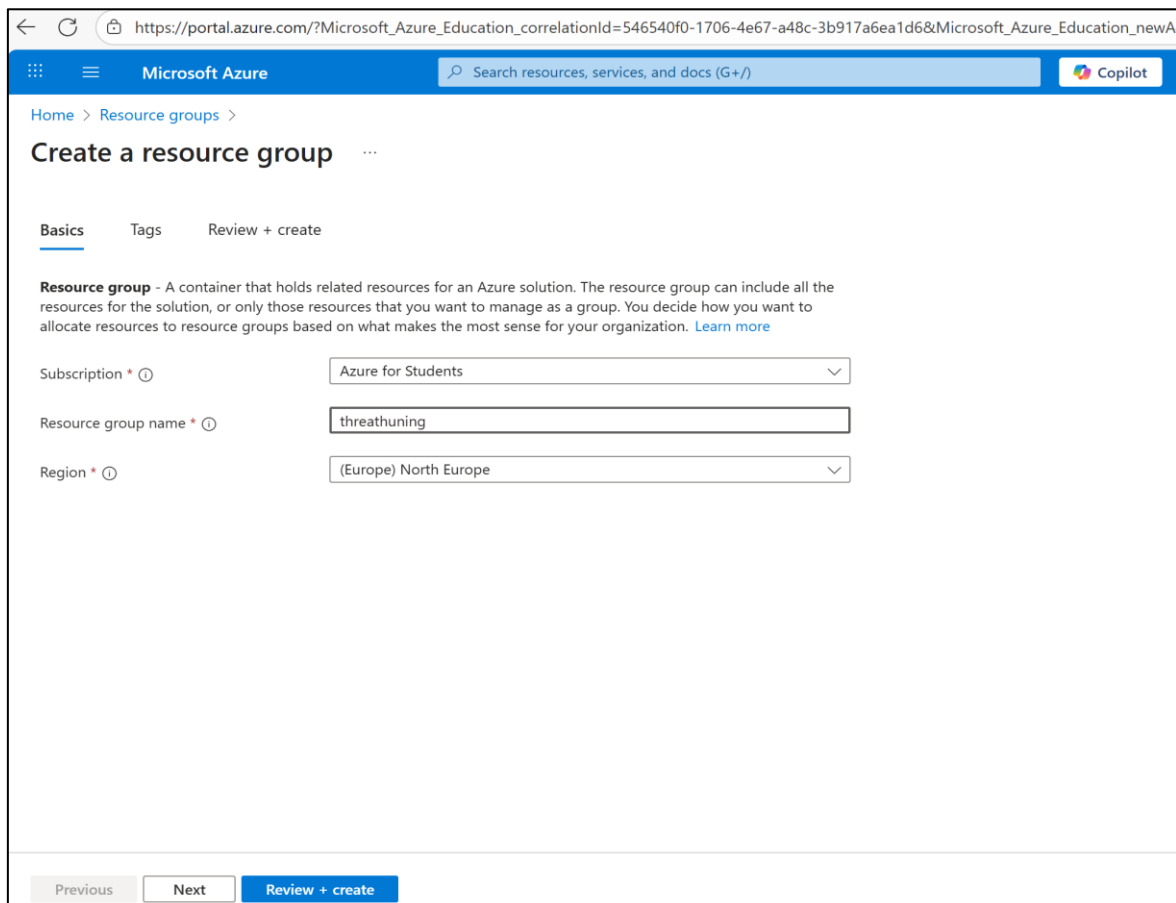 https://portal.azure.com/?Microsoft_Azure_Education_correlationId=546540f0-1706-4e67-a48c-3b917a6ea1d6&Microsoft_Azure_Education_newA
Microsoft Azure
Search resources, services, and docs (G+/)
Copilot
Home > Resource groups >
Create a resource group ...
Basics Tags Review + create
Resource group - A container that holds related resources for an Azure solution. The resource group can include all the
resources for the solution, or only those resources that you want to manage as a group. You decide how you want to
allocate resources to resource groups based on what makes the most sense for your organization. Learn more
Subscription * Azure for Students
Resource group name * threathuning
Region * (Europe) North Europe
Previous Next Review + create